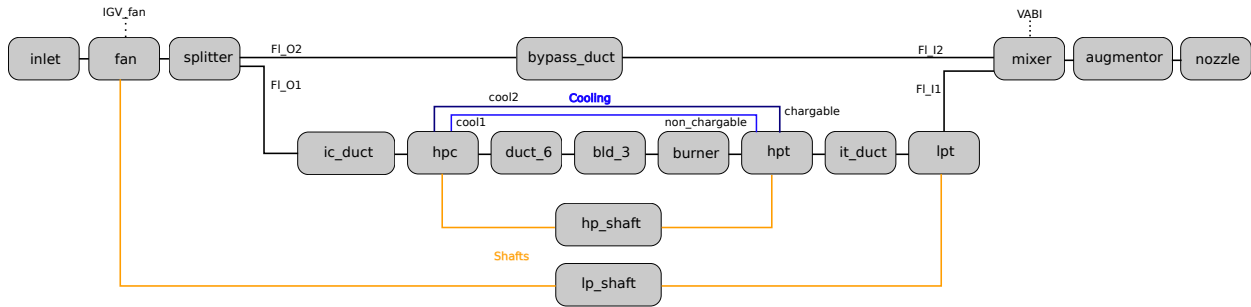 IGV_fan
VABI
inlet
fan
splitter
Fl_O2
bypass_duct
Fl_I2
mixer
augmentor
nozzle
Fl_O1
Fl_I1
cool2
Cooling
chargable
cool1
non_chargable
ic_duct
hpc
duct_6
bld_3
burner
hpt
it_duct
lpt
hp_shaft
Shafts
lp_shaft